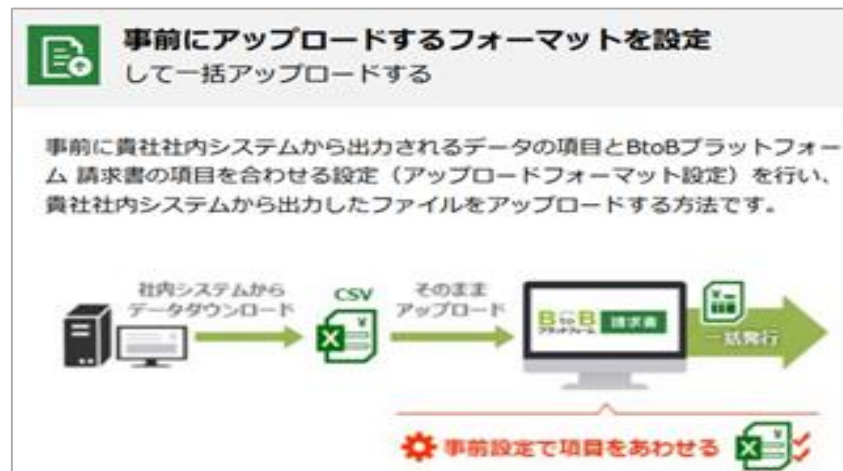 事前にアップロードするフォーマットを設定
して一括アップロードする
事前に貴社社内システムから出力されるデータの項目とBtoBプラットフォー
ム 請求書の項目を合わせる設定（アップロードフォーマット設定）を行い、
貴社社内システムから出力したファイルをアップロードする方法です。
社内システムから
データダウンロード
CSV
そのまま
アップロード
BtoB
プラットフォーム
請求書
一括発行
事前設定で項目をあわせる